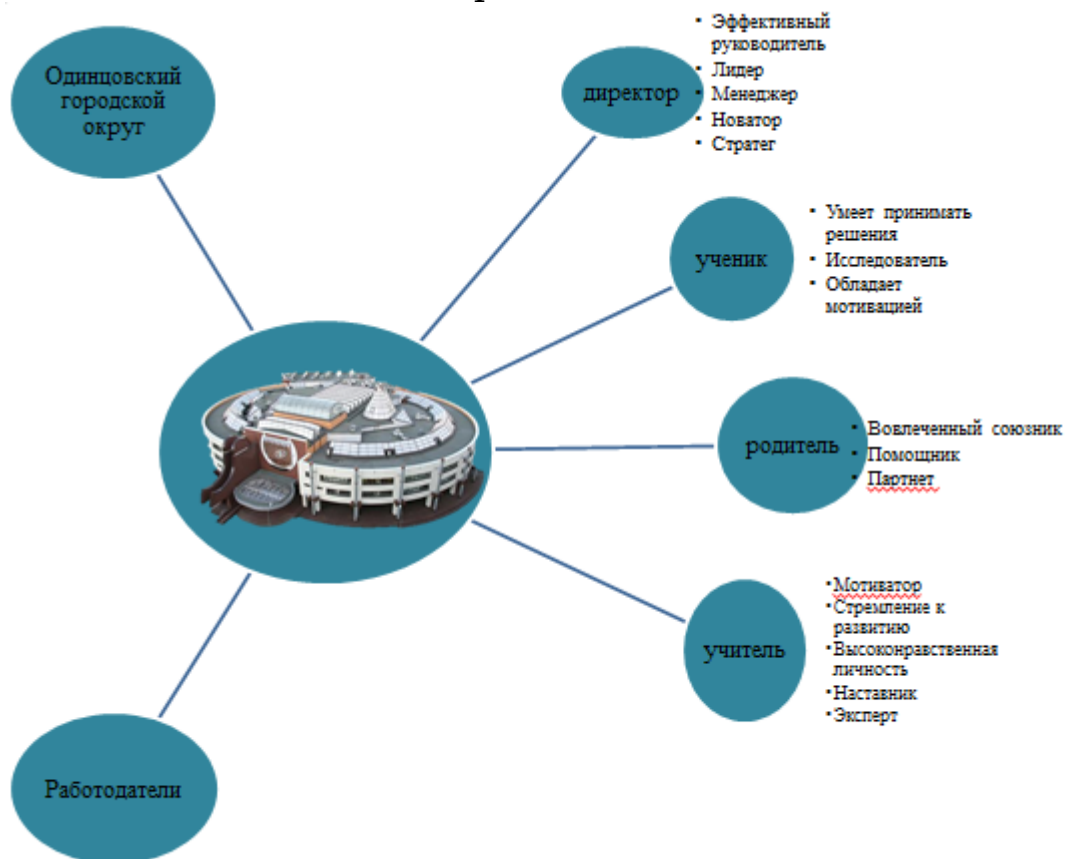 Одинцовский
городской
округ
директор
• Эффективный
руководитель
• Лидер
• Менеджер
• Новатор
• Стратег
ученик
• Умеет принимать
решения
• Исследователь
• Обладает
мотивацией
родитель
• Вовлеченный союзник
• Помощник
• Партнет
учитель
•Мотиватор
•Стремление к
развитию
•Высоконравственная
личность
•Наставник
•Эксперт
Работодатели